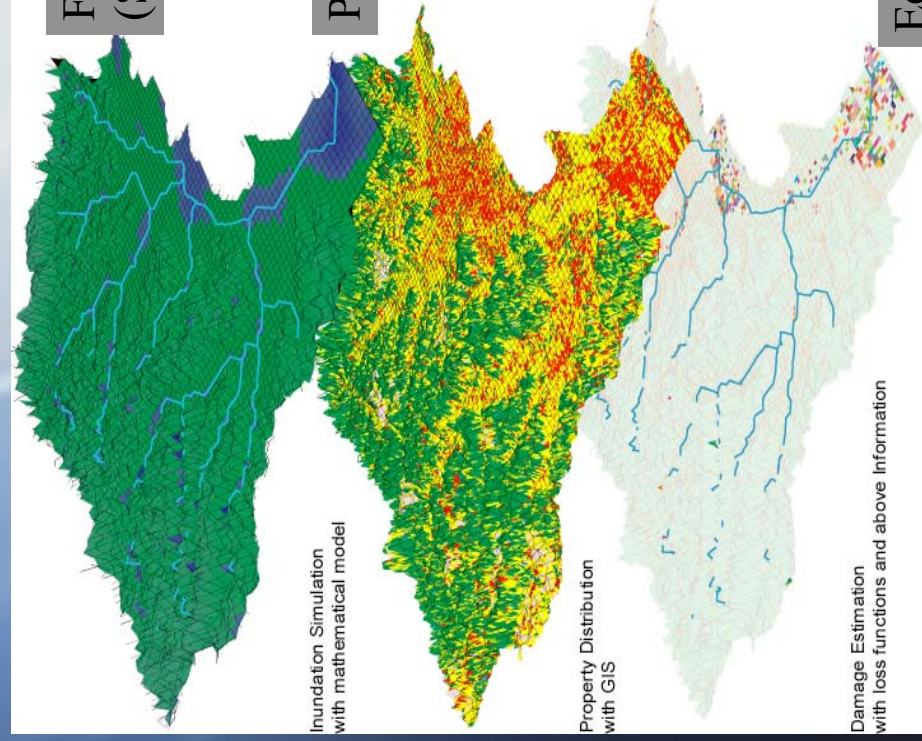 Inundation Simulation
with mathematical model
Property Distribution
with GIS
Damage Estimation
with loss functions and above Information